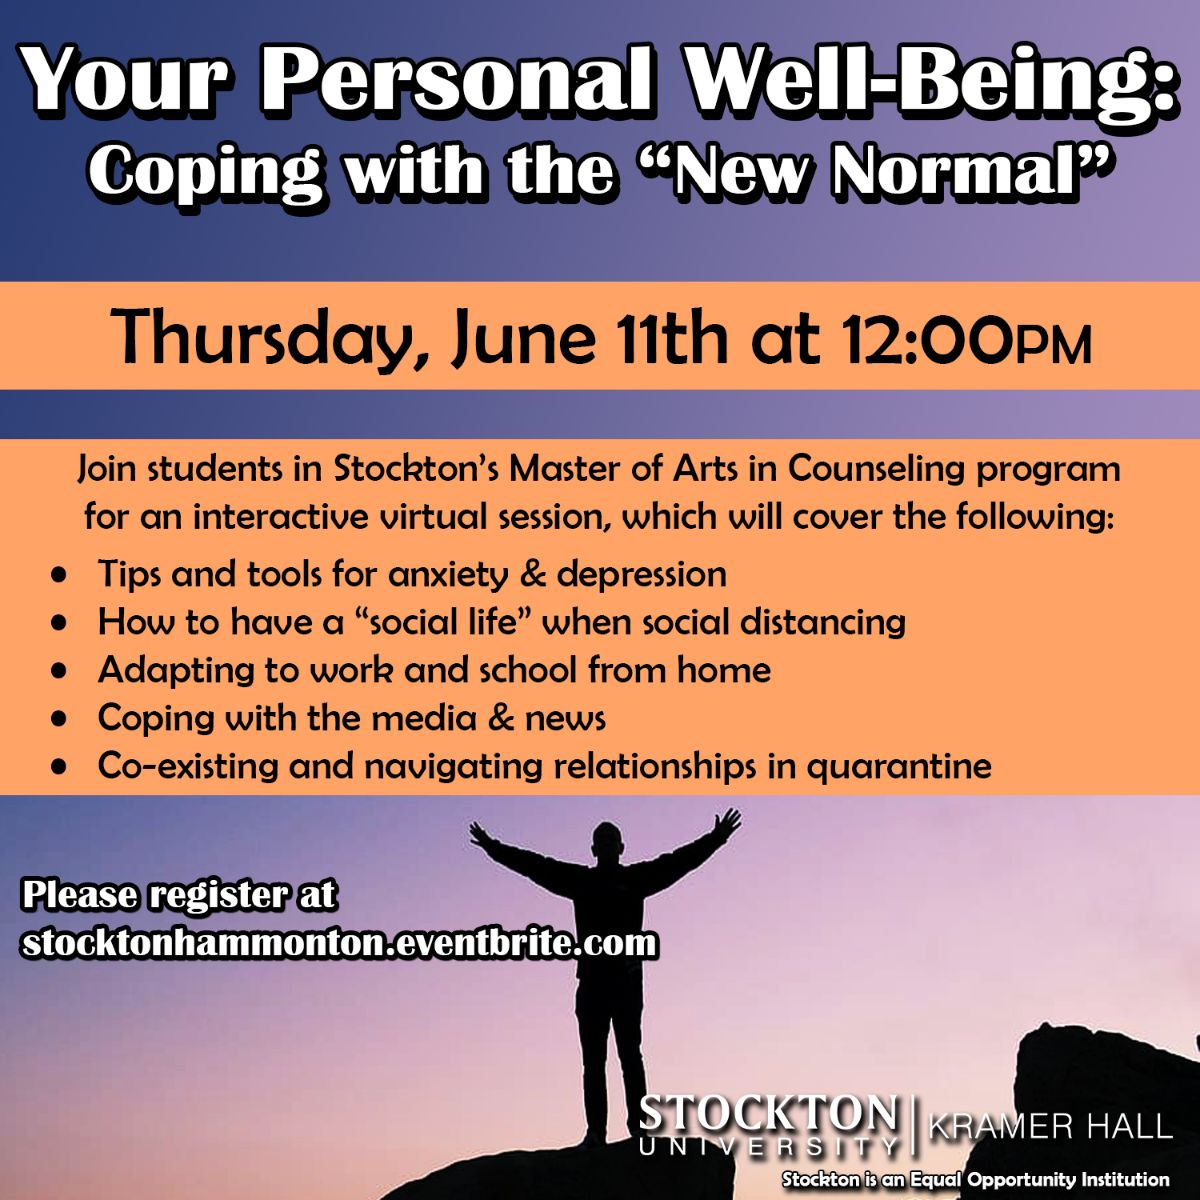 Your Personal Well-Being:
Coping with the “New Normal”
Thursday, June 11th at 12:00PM
Join students in Stockton’s Master of Arts in Counseling program
for an interactive virtual session, which will cover the following:
• Tips and tools for anxiety & depression
• How to have a “social life” when social distancing
• Adapting to work and school from home
• Coping with the media & news
• Co-existing and navigating relationships in quarantine
Please register at
stocktonhammonton.eventbrite.com
STOCKTON
UNIVERSITY
KRAMER HALL
Stockton is an Equal Opportunity Institution